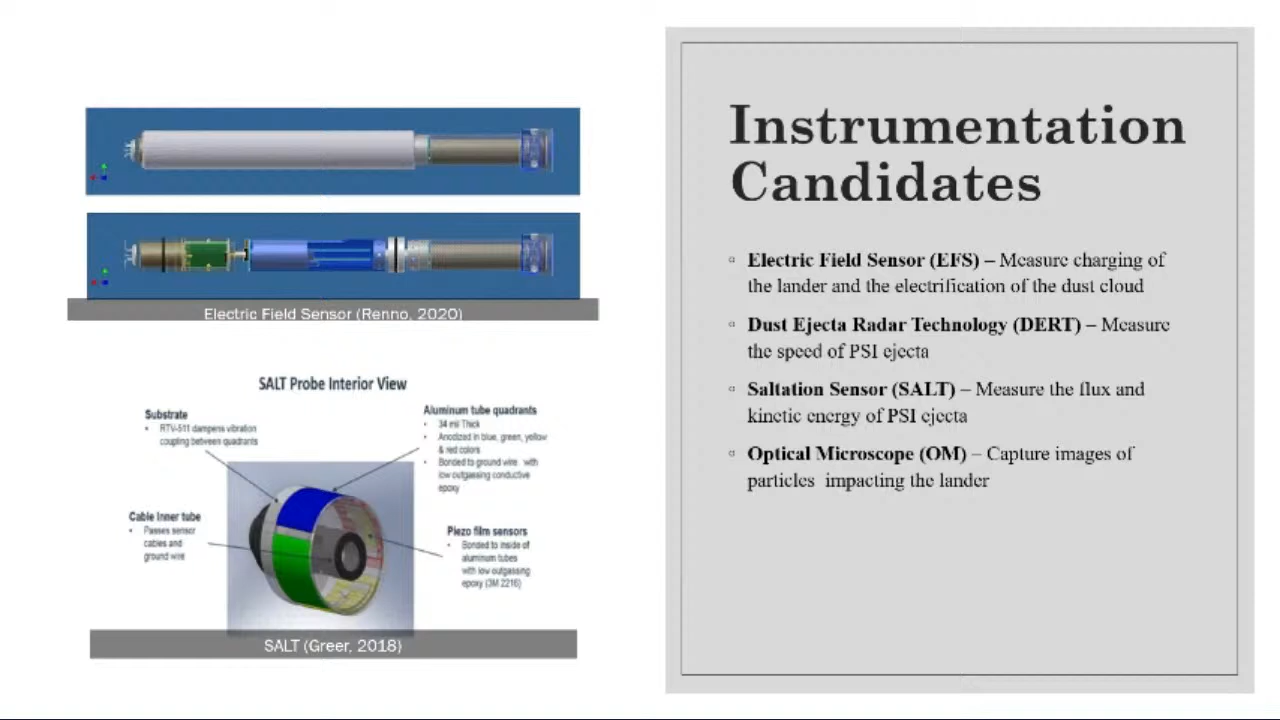 Instrumentation
Candidates
▫ Electric Field Sensor (EFS) – Measure charging of
the lander and the electrification of the dust cloud
▫ Dust Ejecta Radar Technology (DERT) – Measure
the speed of PSI ejecta
▫ Saltation Sensor (SALT) – Measure the flux and
kinetic energy of PSI ejecta
▫ Optical Microscope (OM) – Capture images of
particles impacting the lander
Electric Field Sensor (Renno, 2020)
SALT Probe Interior View
Substrate
• RTV-511 dampens vibration
coupling between quadrants
Aluminum tube quadrants
• 34 mil Thick
• Anodized in blue, green, yellow
& red colors
• Bonded to ground wire with
low outgassing conductive
epoxy
Cable Inner tube
• Passes sensor
cables and
ground wire
Piezo film sensors
• Bonded to inside of
aluminum tubes
with low outgassing
epoxy (3M 2216)
SALT (Greer, 2018)